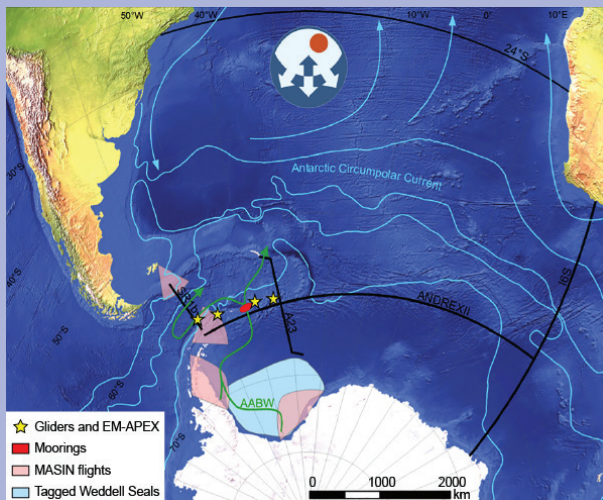 50°W
40°W
10°W
0°
10°E
24°S
30°S
Antarctic Circumpolar Current
40°S
SR1b
I6S
ANDREXII
A23
50°S
60°S
AABW
70°S
Gliders and EM-APEX
Moorings
MASIN flights
Tagged Weddell Seals
0 1000 2000
km